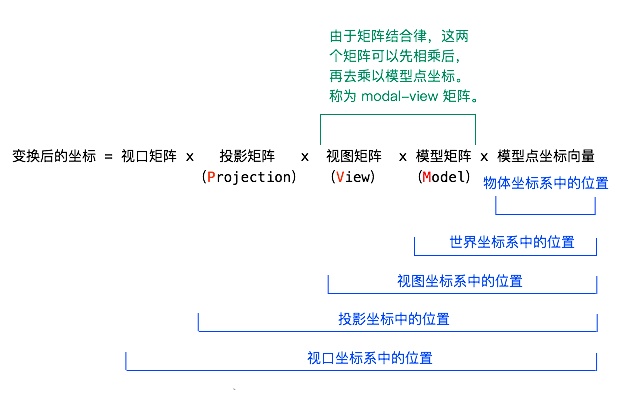 由于矩阵结合律，这两
个矩阵可以先相乘后，
再去乘以模型点坐标。
称为 modal-view 矩阵。
变换后的坐标 = 视口矩阵 x 投影矩阵 x 视图矩阵 x 模型矩阵 x 模型点坐标向量
(Projection) (View) (Model)
物体坐标系中的位置
世界坐标系中的位置
视图坐标系中的位置
投影坐标中的位置
视口坐标系中的位置